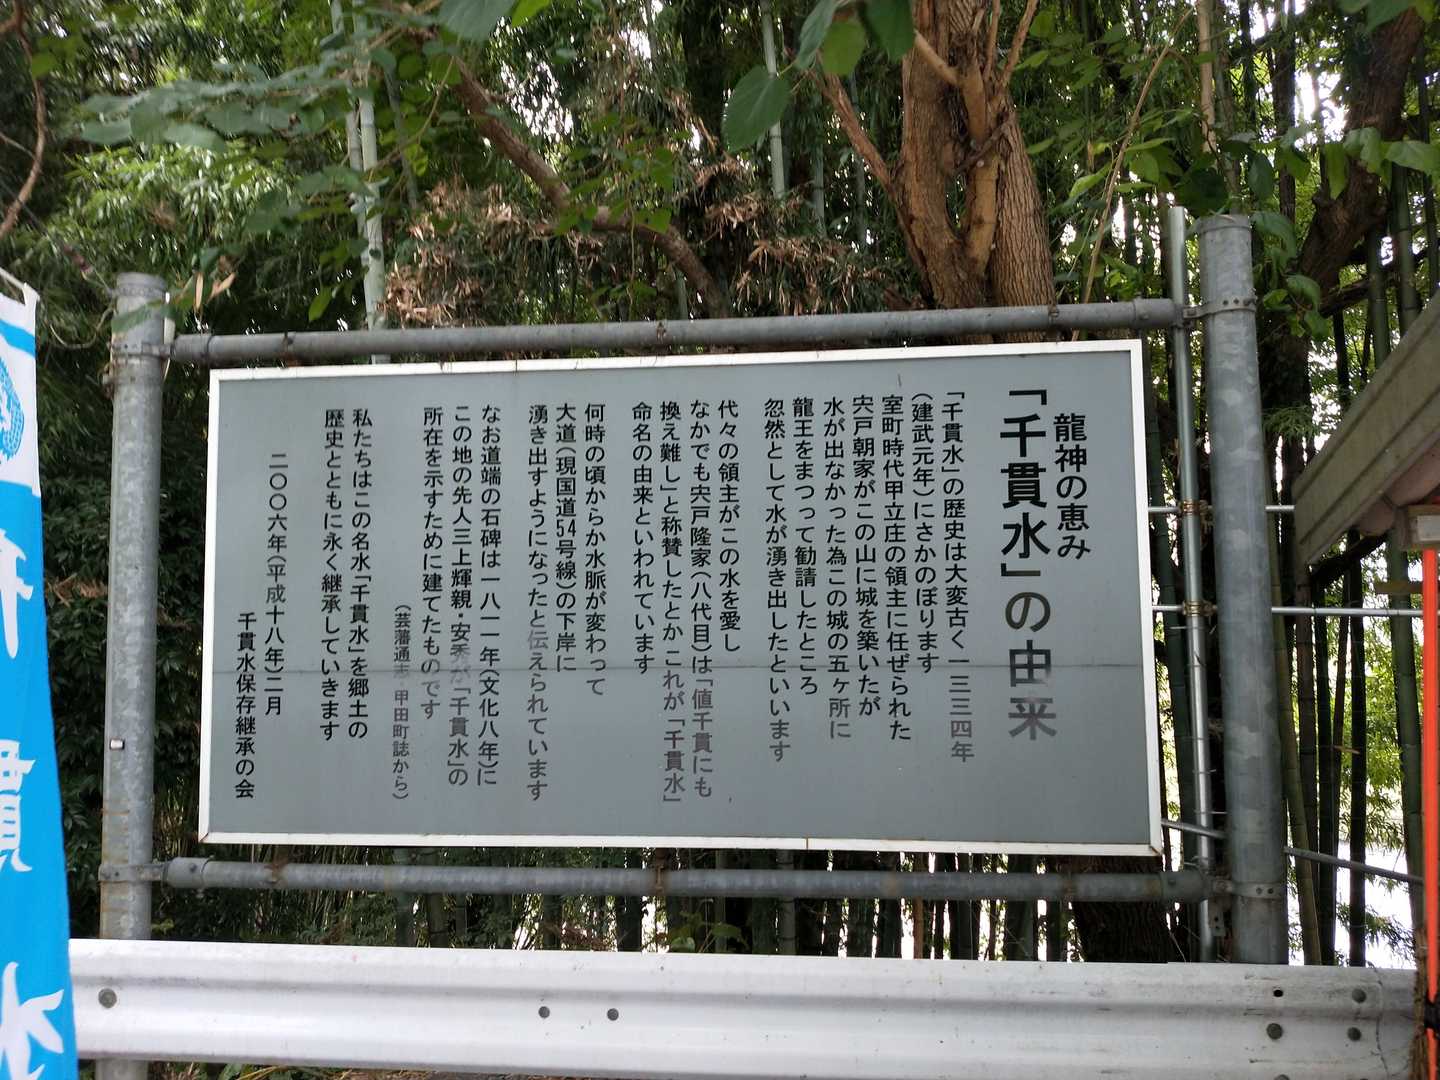 龍神の恵み
「千貫水」の由来
「千貫水」の歴史は大変古く一三三四年
（建武元年）にさかのぼります
室町時代甲立庄の領主に任ぜられた
宍戸朝家がこの山に城を築いたが
水が出なかった為この城の五ヶ所に
龍王をまつって勧請したところ
忽然として水が湧き出したといいます
代々の領主がこの水を愛し
なかでも宍戸隆家（八代目）は「値千貫にも
換え難し」と称賛したとか これが「千貫水」
命名の由来といわれています
何時の頃からか水脈が変わって
大道（現国道54号線）の下岸に
湧き出すようになったと伝えられています
なお道端の石碑は一八一一年（文化八年）に
この地の先人三上輝親・安秀が「千貫水」の
所在を示すために建てたものです
（芸藩通志・甲田町誌から）
私たちはこの名水「千貫水」を郷土の
歴史とともに永く継承していきます
二〇〇六年（平成十八年）二月
千貫水保存継承の会
千貫水